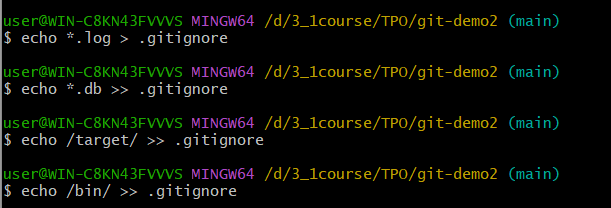 user@WIN-C8KN43FVVVS MINGW64 /d/3_1course/TPO/git-demo2 (main)
$ echo *.log > .gitignore
user@WIN-C8KN43FVVVS MINGW64 /d/3_1course/TPO/git-demo2 (main)
$ echo *.db >> .gitignore
user@WIN-C8KN43FVVVS MINGW64 /d/3_1course/TPO/git-demo2 (main)
$ echo /target/ >> .gitignore
user@WIN-C8KN43FVVVS MINGW64 /d/3_1course/TPO/git-demo2 (main)
$ echo /bin/ >> .gitignore